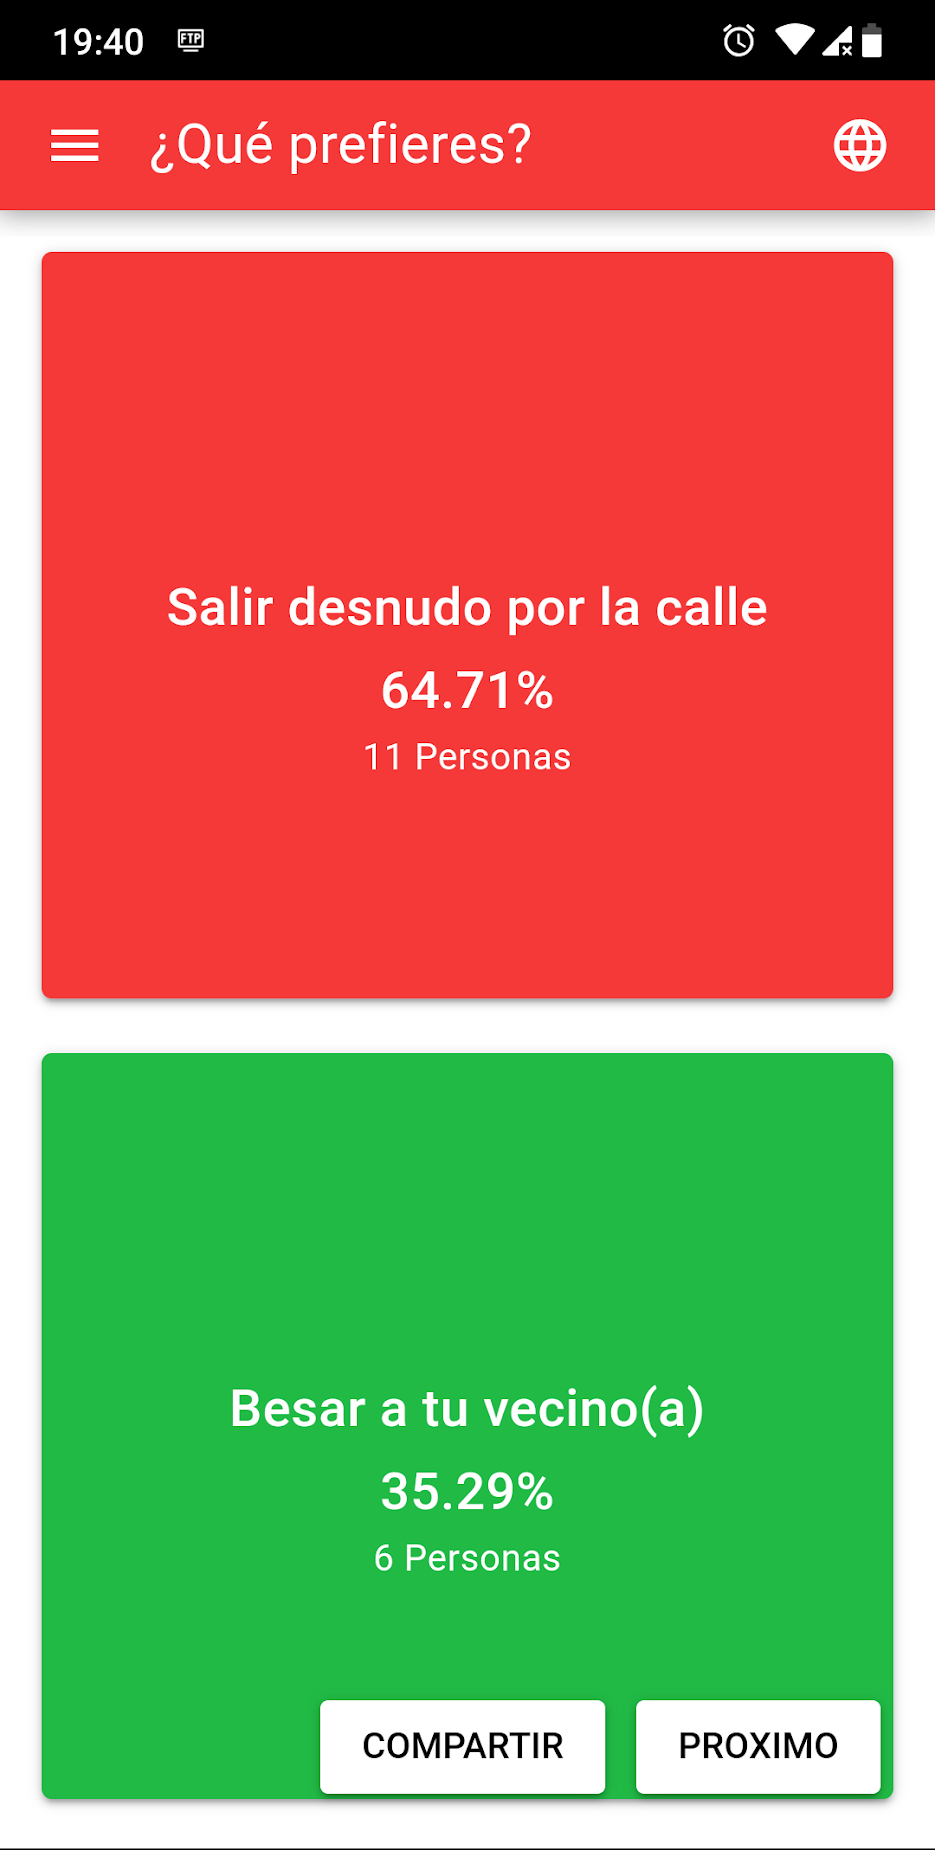 19:40 FTP
¿Qué prefieres?
Salir desnudo por la calle
64.71%
11 Personas
Besar a tu vecino(a)
35.29%
6 Personas
COMPARTIR PROXIMO